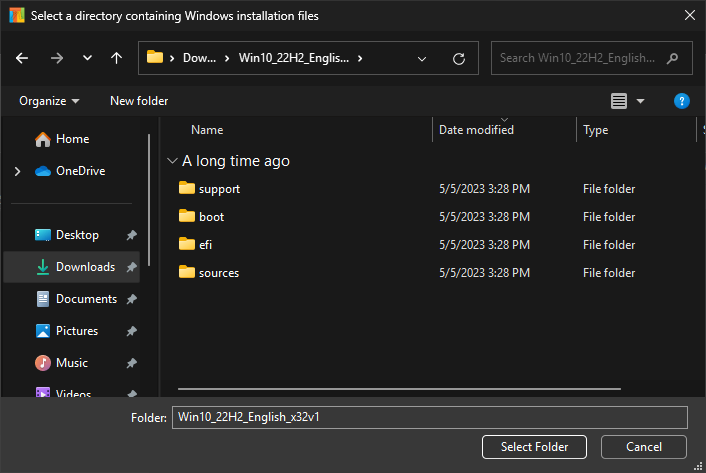 Select a directory containing Windows installation files
Dow... Win10_22H2_English...
Search Win10_22H2_English...
Organize New folder
Name Date modified Type
Home
OneDrive
Desktop
Downloads
Documents
Pictures
Music
Videos
A long time ago
support 5/5/2023 3:28 PM File folder
boot 5/5/2023 3:28 PM File folder
efi 5/5/2023 3:28 PM File folder
sources 5/5/2023 3:28 PM File folder
Folder: Win10_22H2_English_x32v1
Select Folder Cancel